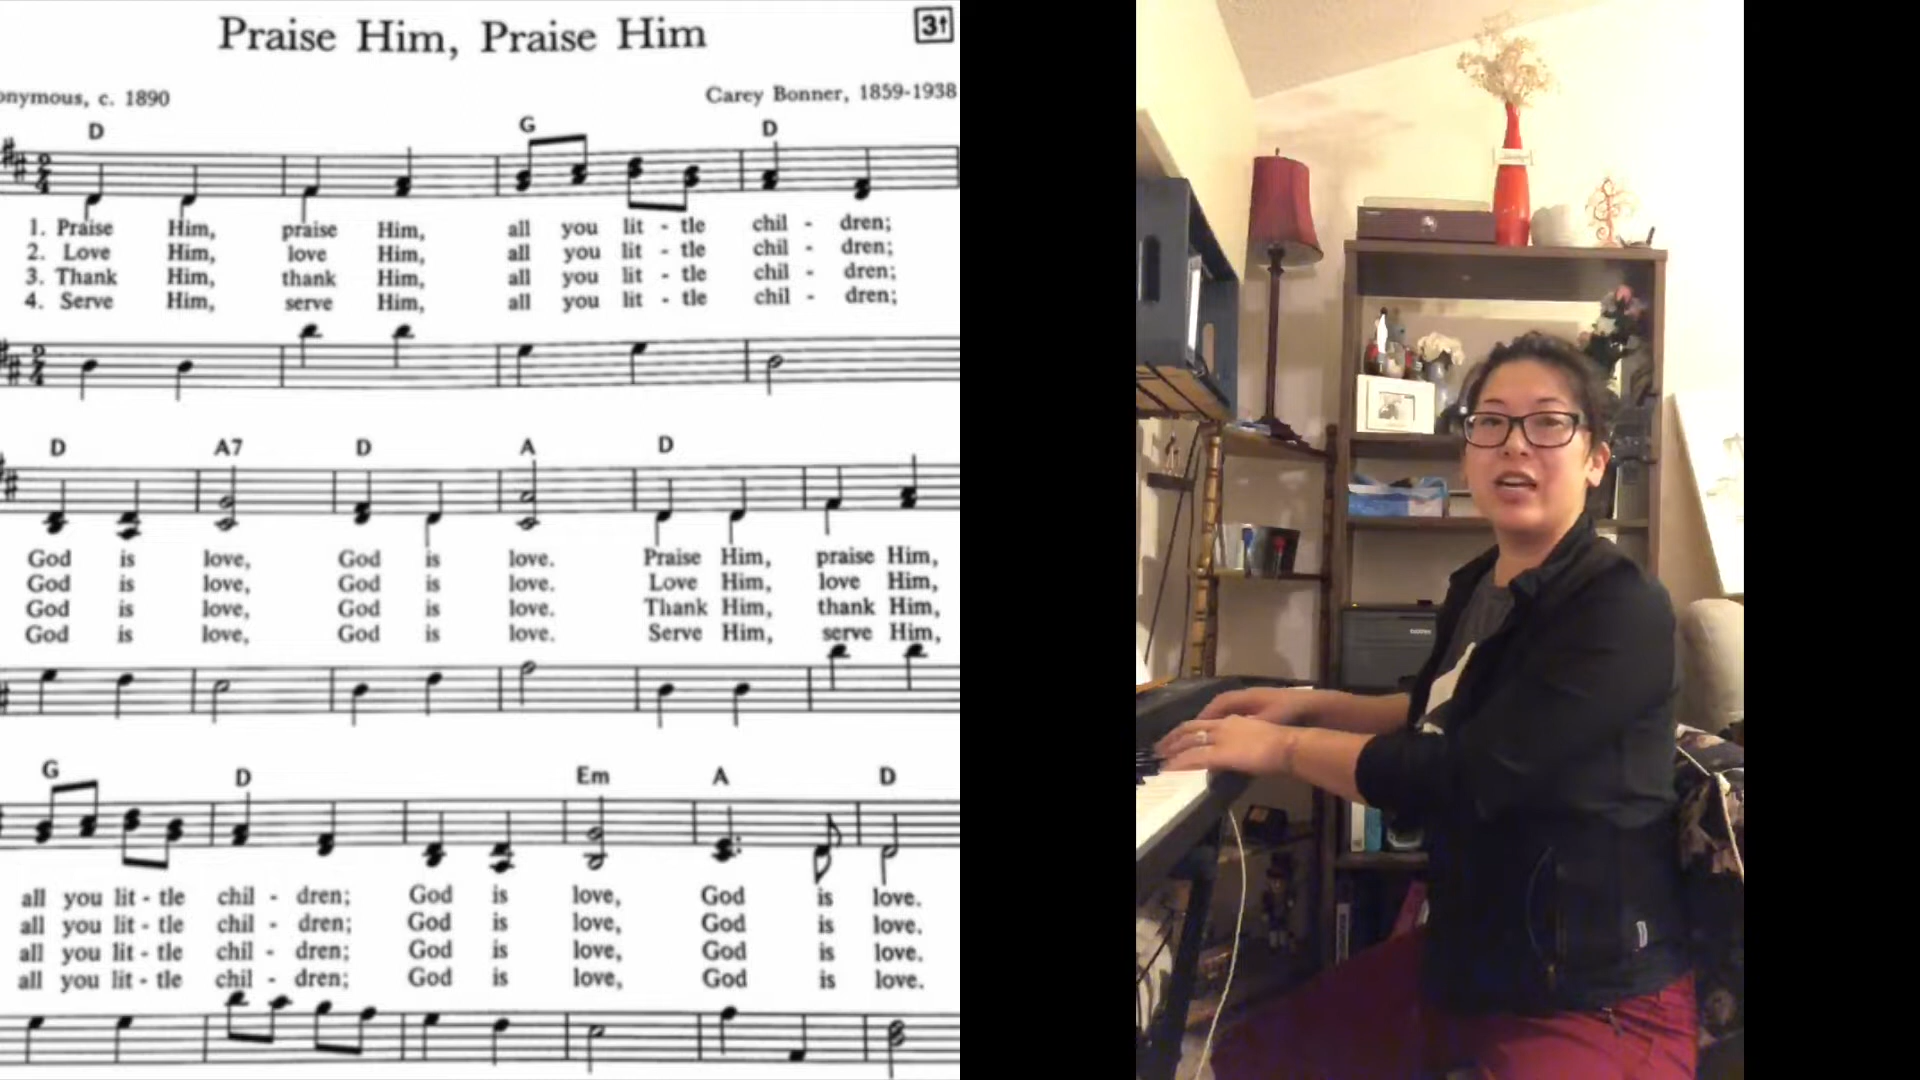 Praise Him, Praise Him
3↑
onymous, c. 1890
Carey Bonner, 1859-1938
D G D
1. Praise Him, praise Him, all you lit - tle chil - dren;
2. Love Him, love Him, all you lit - tle chil - dren;
3. Thank Him, thank Him, all you lit - tle chil - dren;
4. Serve Him, serve Him, all you lit - tle chil - dren;
D A7 D A D
God is love, God is love. Praise Him, praise Him,
God is love, God is love. Love Him, love Him,
God is love, God is love. Thank Him, thank Him,
God is love, God is love. Serve Him, serve Him,
G D Em A D
all you lit - tle chil - dren; God is love, God is love.
all you lit - tle chil - dren; God is love, God is love.
all you lit - tle chil - dren; God is love, God is love.
all you lit - tle chil - dren; God is love, God is love.
brother